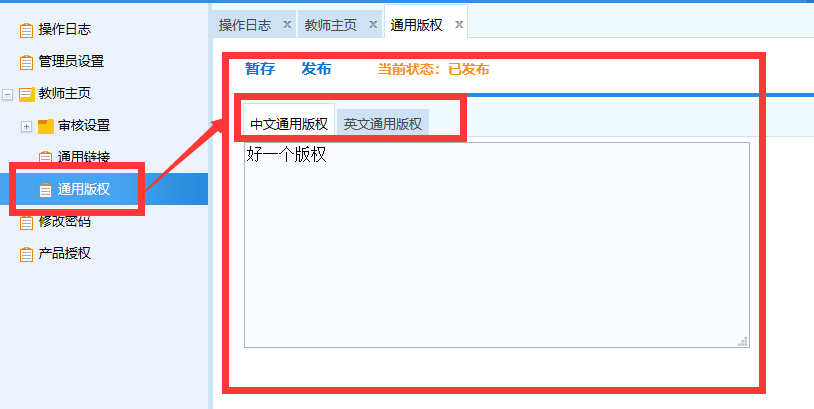 操作日志
管理员设置
教师主页
审核设置
通用链接
通用版权
修改密码
产品授权
操作日志 x 教师主页 x 通用版权 x
暂存 发布 当前状态：已发布
中文通用版权 英文通用版权
好一个版权